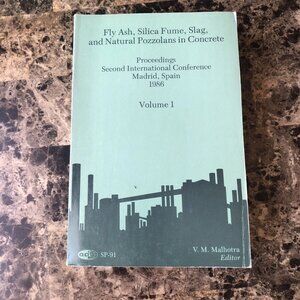 Fly Ash, Silica Fume, Slag,
and Natural Pozzolans in Concrete
Proceedings
Second International Conference
Madrid, Spain
1986
Volume 1
V. M. Malhotra
Editor
aci SP-91